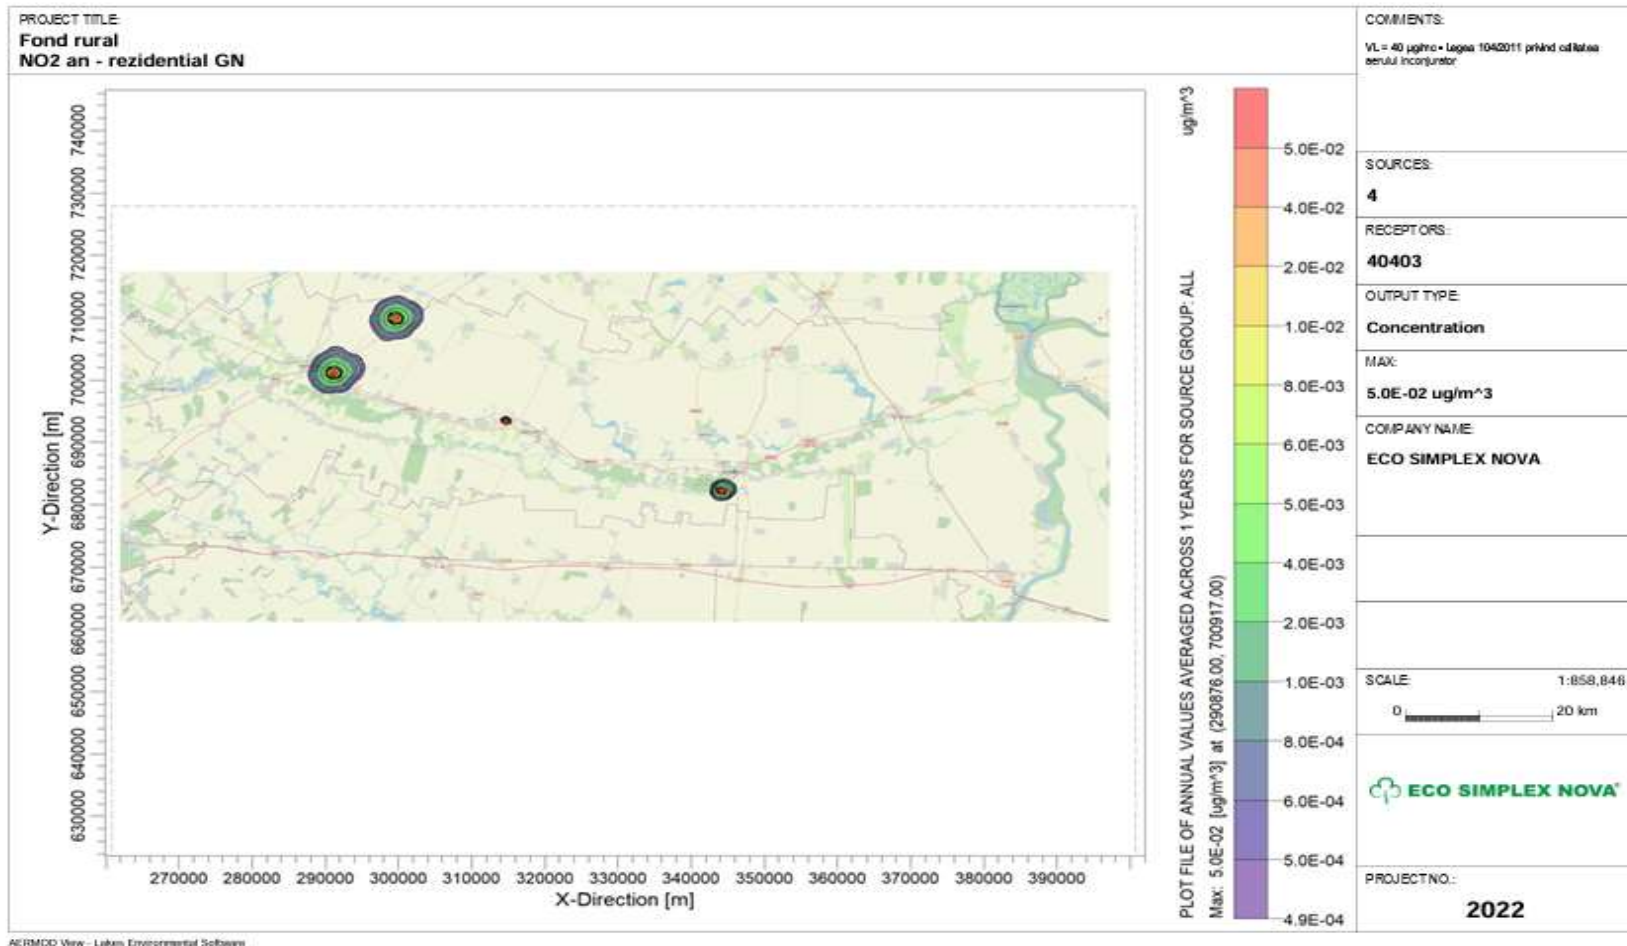 PROJECT TITLE:
Fond rural
NO2 an - rezidential GN
COMMENTS:
VL = 40 µg/mc - Legea 104/2011 privind calitatea
aerului inconjurator
SOURCES:
4
RECEPTORS:
40403
OUTPUT TYPE:
Concentration
MAX:
5.0E-02 ug/m^3
COMPANY NAME:
ECO SIMPLEX NOVA
SCALE:
1:858,846
0 20 km
ECO SIMPLEX NOVA
PROJECT NO.:
2022
Y-Direction [m]
740000
730000
720000
710000
700000
690000
680000
670000
660000
650000
640000
630000
270000 280000 290000 300000 310000 320000 330000 340000 350000 360000 370000 380000 390000
X-Direction [m]
PLOT FILE OF ANNUAL VALUES AVERAGED ACROSS 1 YEARS FOR SOURCE GROUP: ALL
ug/m^3
Max: 5.0E-02 [ug/m^3] at (290876.00, 700917.00)
5.0E-02
4.0E-02
2.0E-02
1.0E-02
8.0E-03
6.0E-03
5.0E-03
4.0E-03
2.0E-03
1.0E-03
8.0E-04
6.0E-04
5.0E-04
4.9E-04
AERMOD View - Lakes Environmental Software